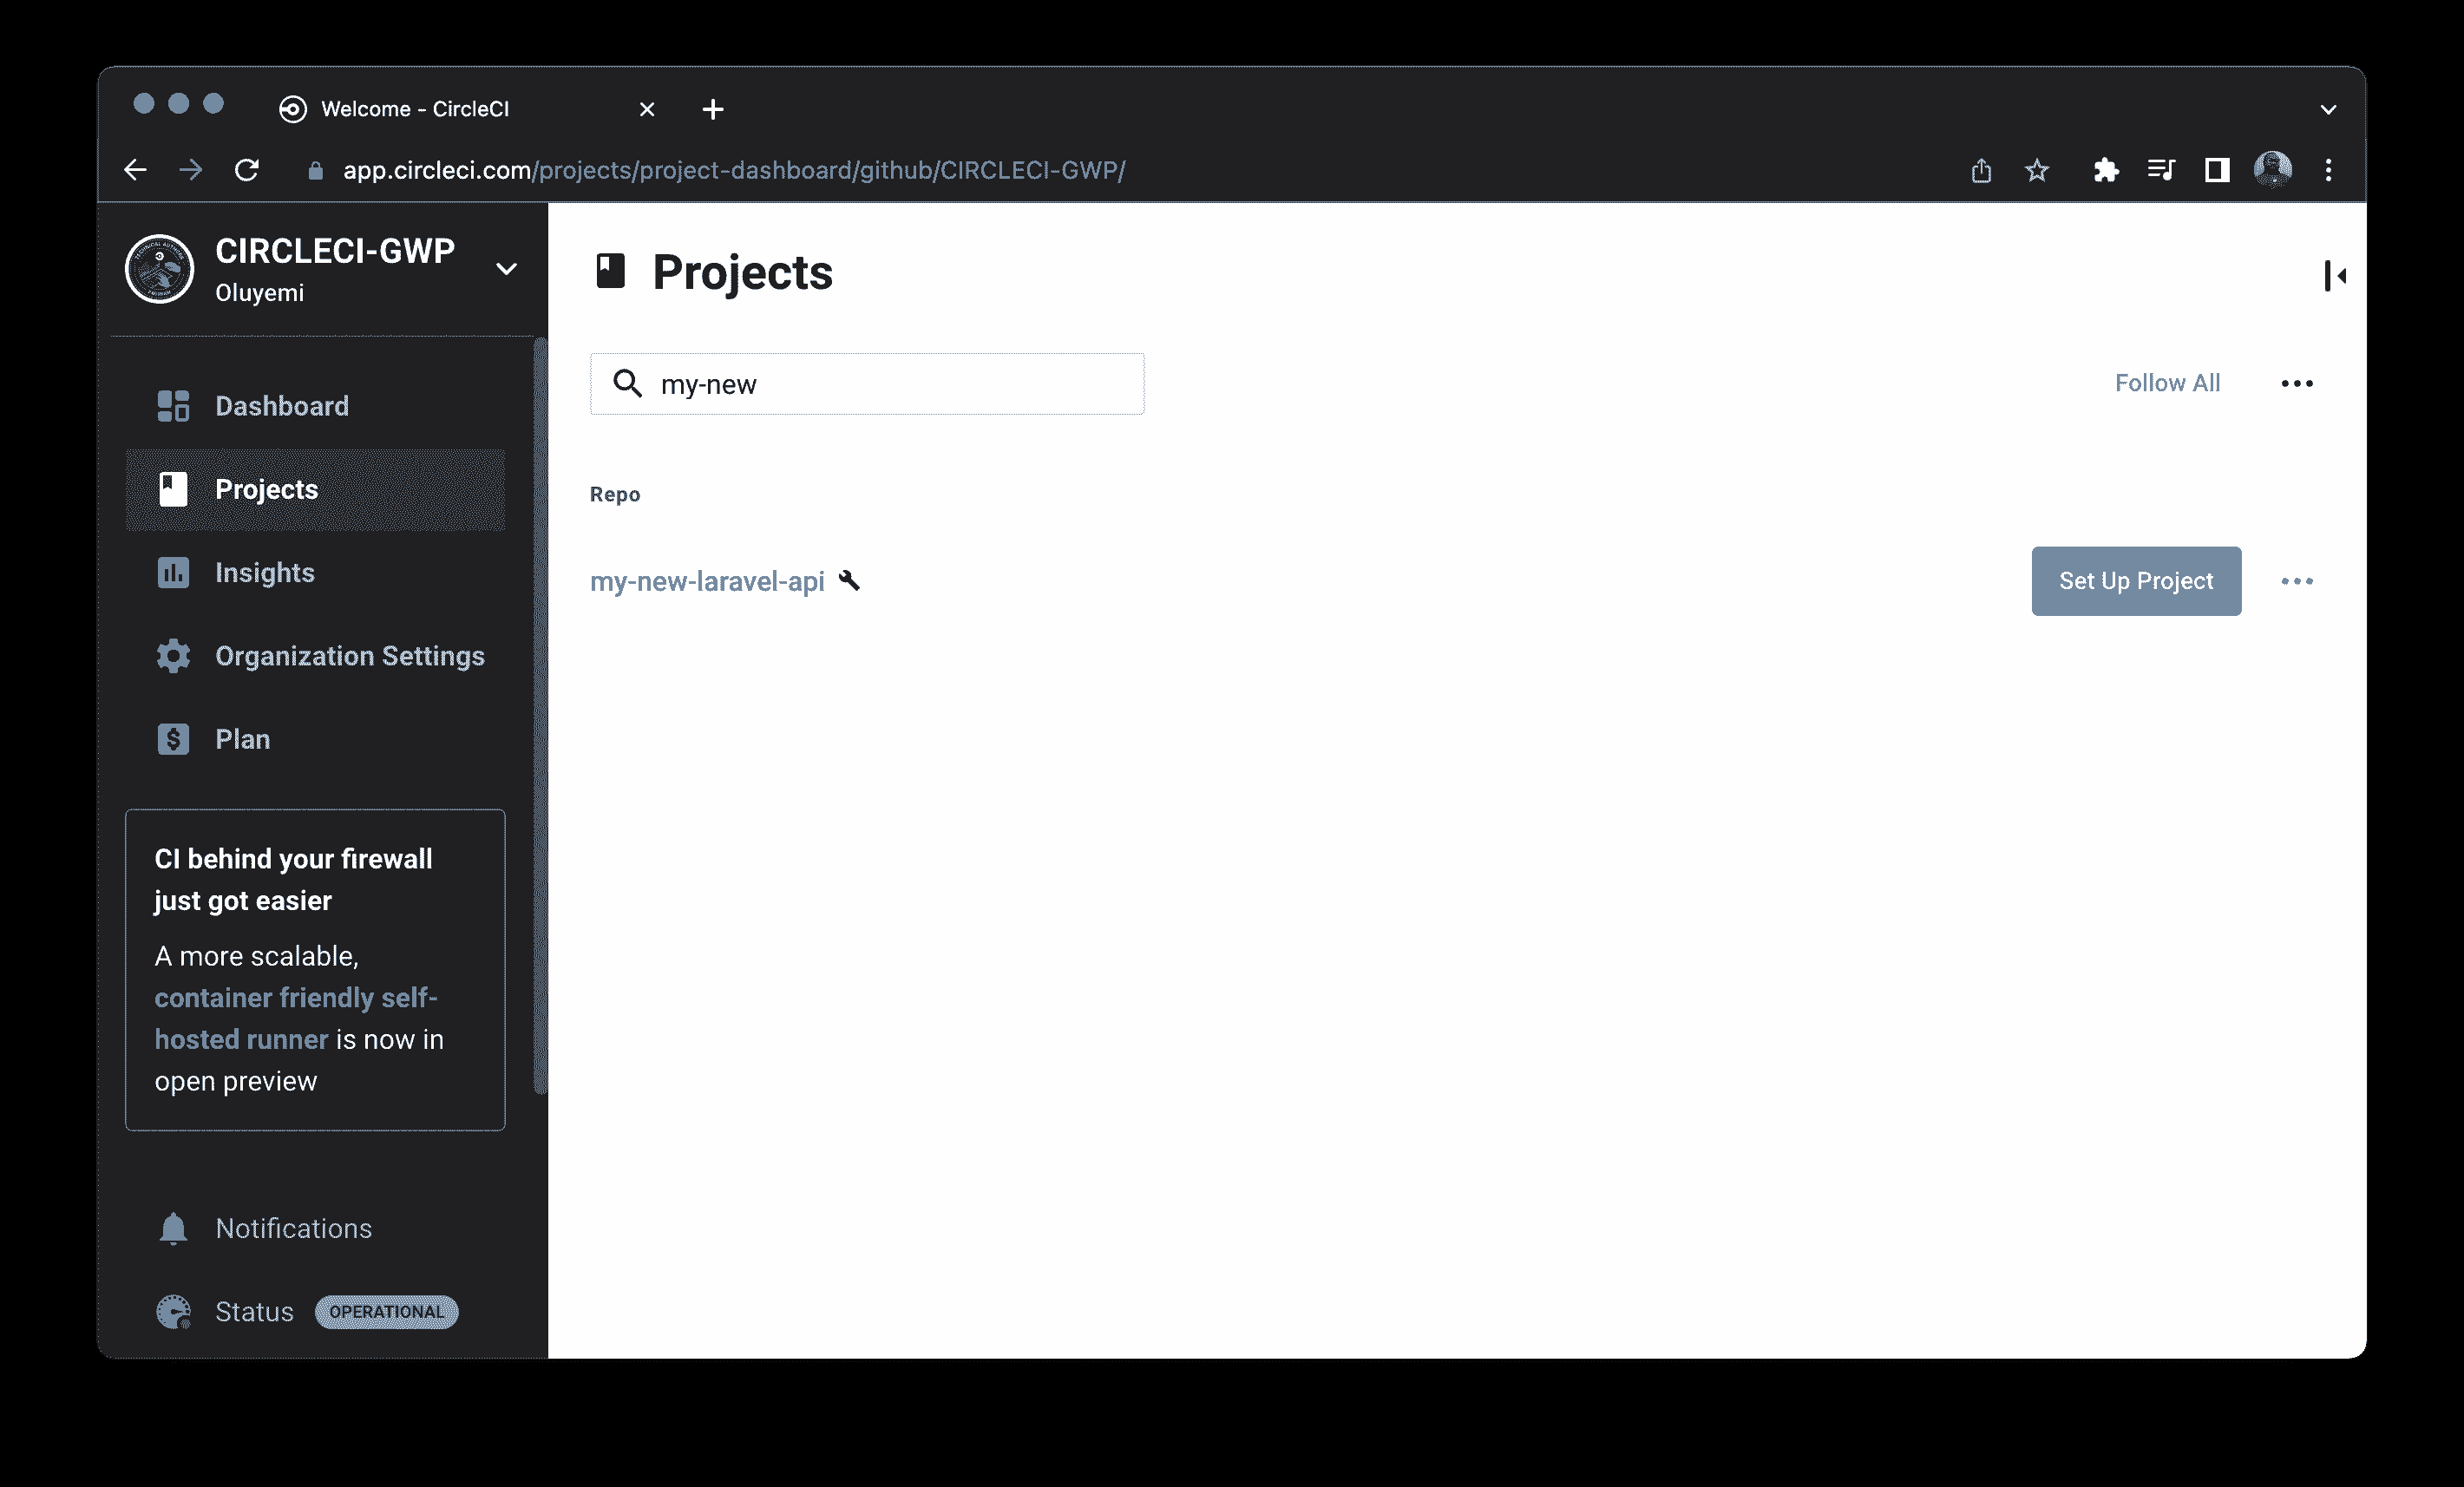 Welcome - CircleCI
app.circleci.com/projects/project-dashboard/github/CIRCLECI-GWP/
CIRCLECI-GWP
Oluyemi
Dashboard
Projects
Insights
Organization Settings
Plan
CI behind your firewall
just got easier
A more scalable,
container friendly self-
hosted runner is now in
open preview
Notifications
Status OPERATIONAL
Projects
my-new
Follow All
Repo
my-new-laravel-api
Set Up Project